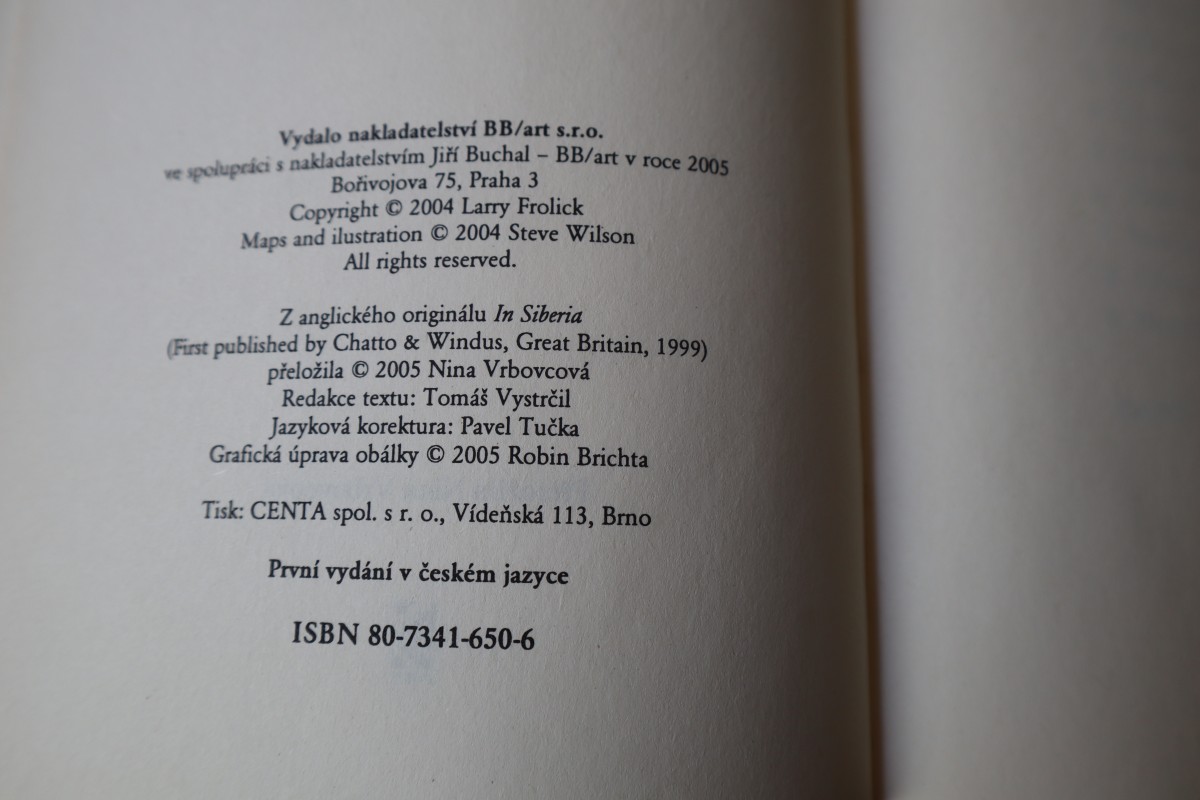 Vydalo nakladatelství BB/art s.r.o.
ve spolupráci s nakladatelstvím Jiří Buchal – BB/art v roce 2005
Bořivojova 75, Praha 3
Copyright © 2004 Larry Frolick
Maps and ilustration © 2004 Steve Wilson
All rights reserved.
Z anglického originálu In Siberia
(First published by Chatto & Windus, Great Britain, 1999)
přeložila © 2005 Nina Vrbovcová
Redakce textu: Tomáš Vystrčil
Jazyková korektura: Pavel Tučka
Grafická úprava obálky © 2005 Robin Brichta
Tisk: CENTA spol. s r. o., Vídeňská 113, Brno
První vydání v českém jazyce
ISBN 80-7341-650-6